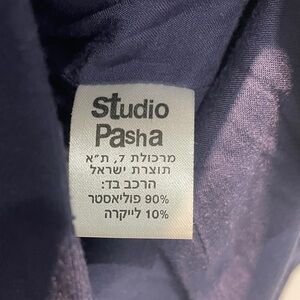 Studio
Pasha
מרכולת 7, ת"א
תוצרת ישראל
הרכב בד:
90% פוליאסטר
10% לייקרה